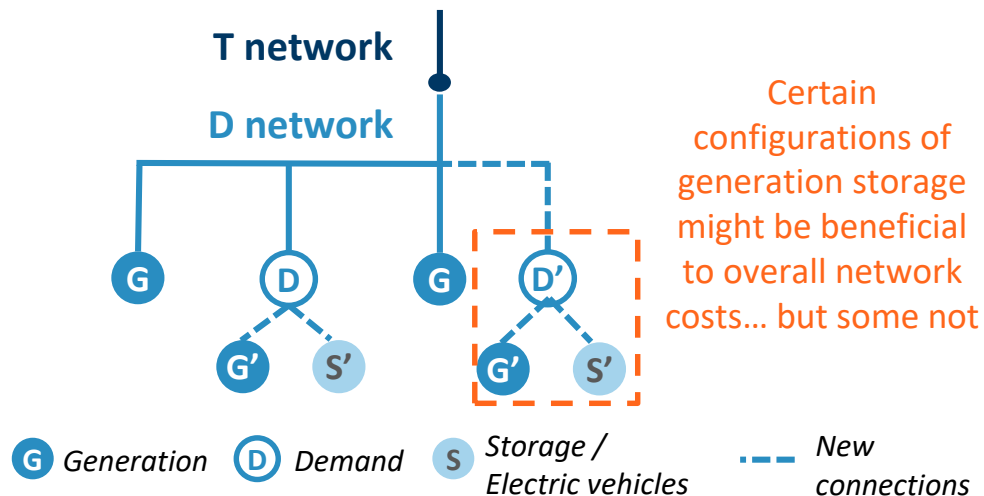 T network
D network
Certain
configurations of
generation storage
might be beneficial
to overall network
costs... but some not
G
D
G
D'
G'
S'
G'
S'
G Generation
D Demand
S Storage /
Electric vehicles
New
connections